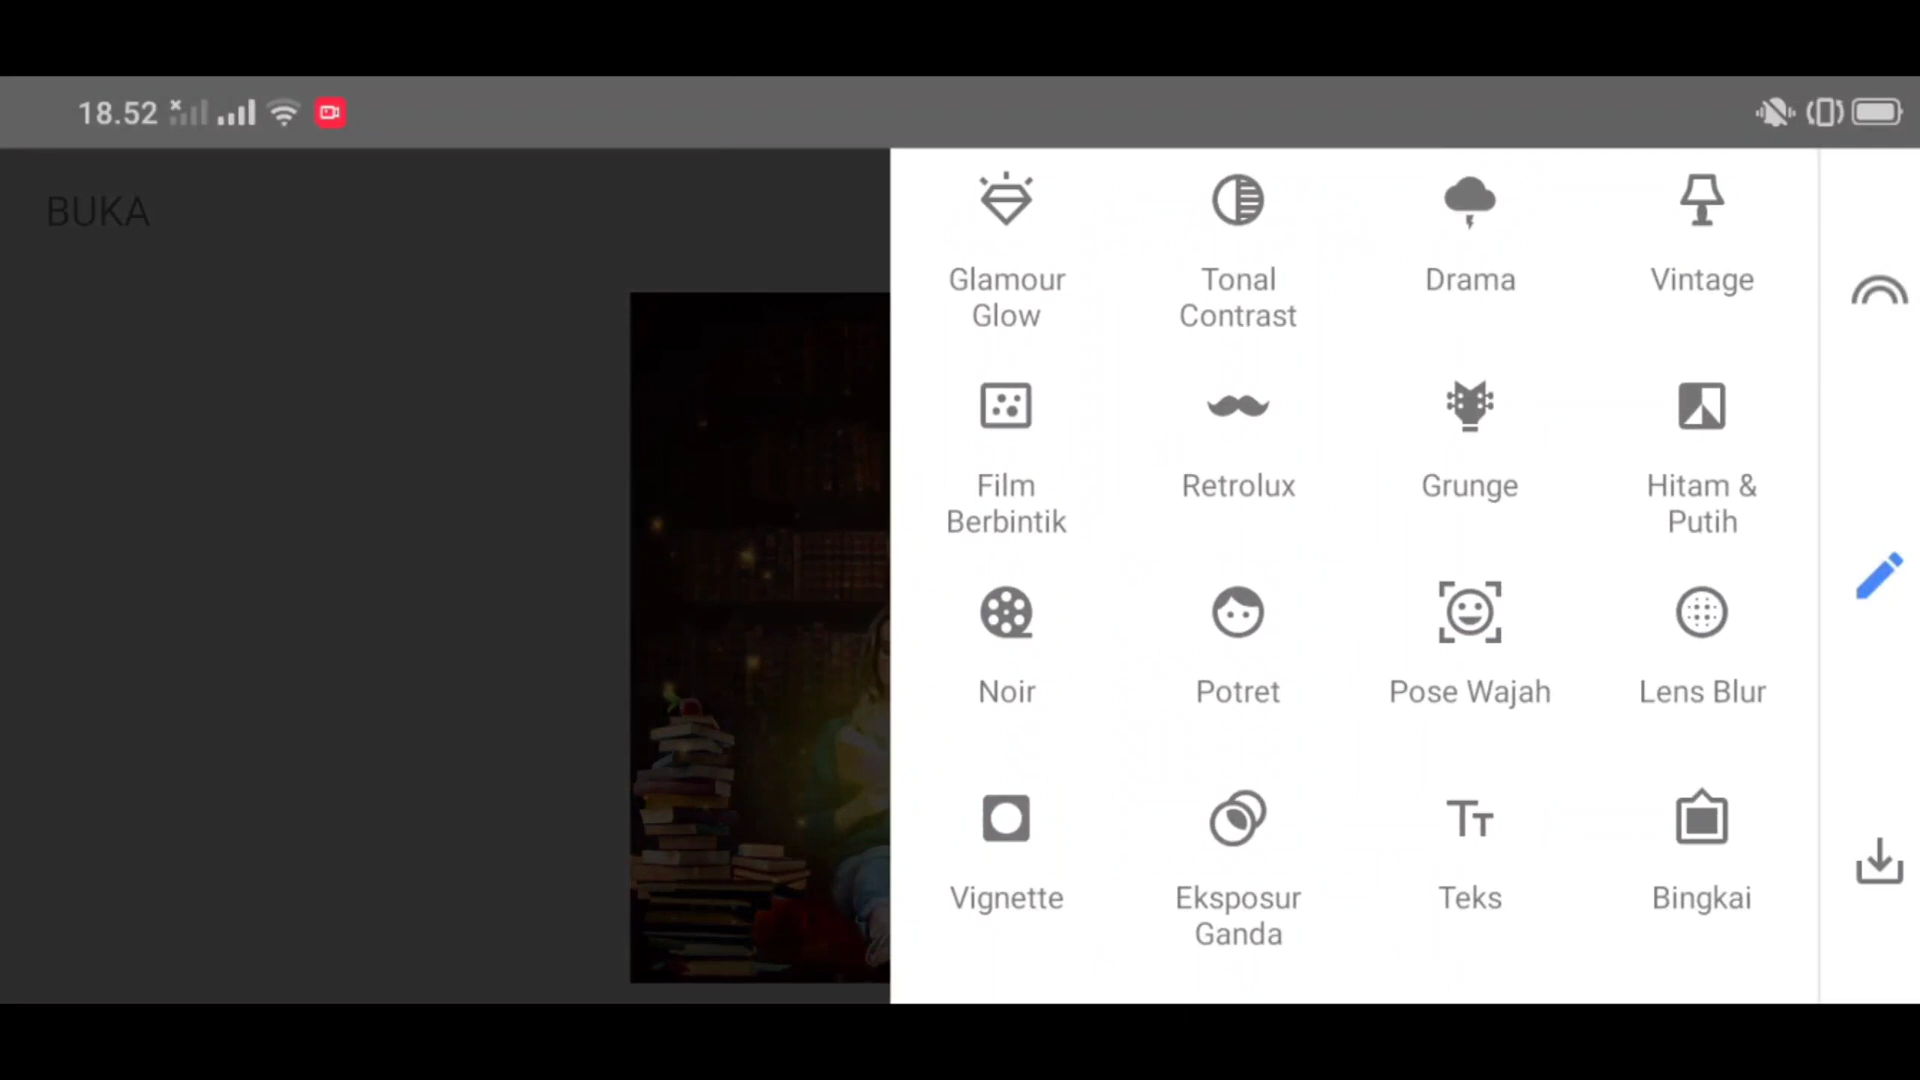 18.52
BUKA
Glamour
Glow
Tonal
Contrast
Drama
Vintage
Film
Berbintik
Retrolux
Grunge
Hitam &
Putih
Noir
Potret
Pose Wajah
Lens Blur
Vignette
Eksposur
Ganda
Teks
Bingkai